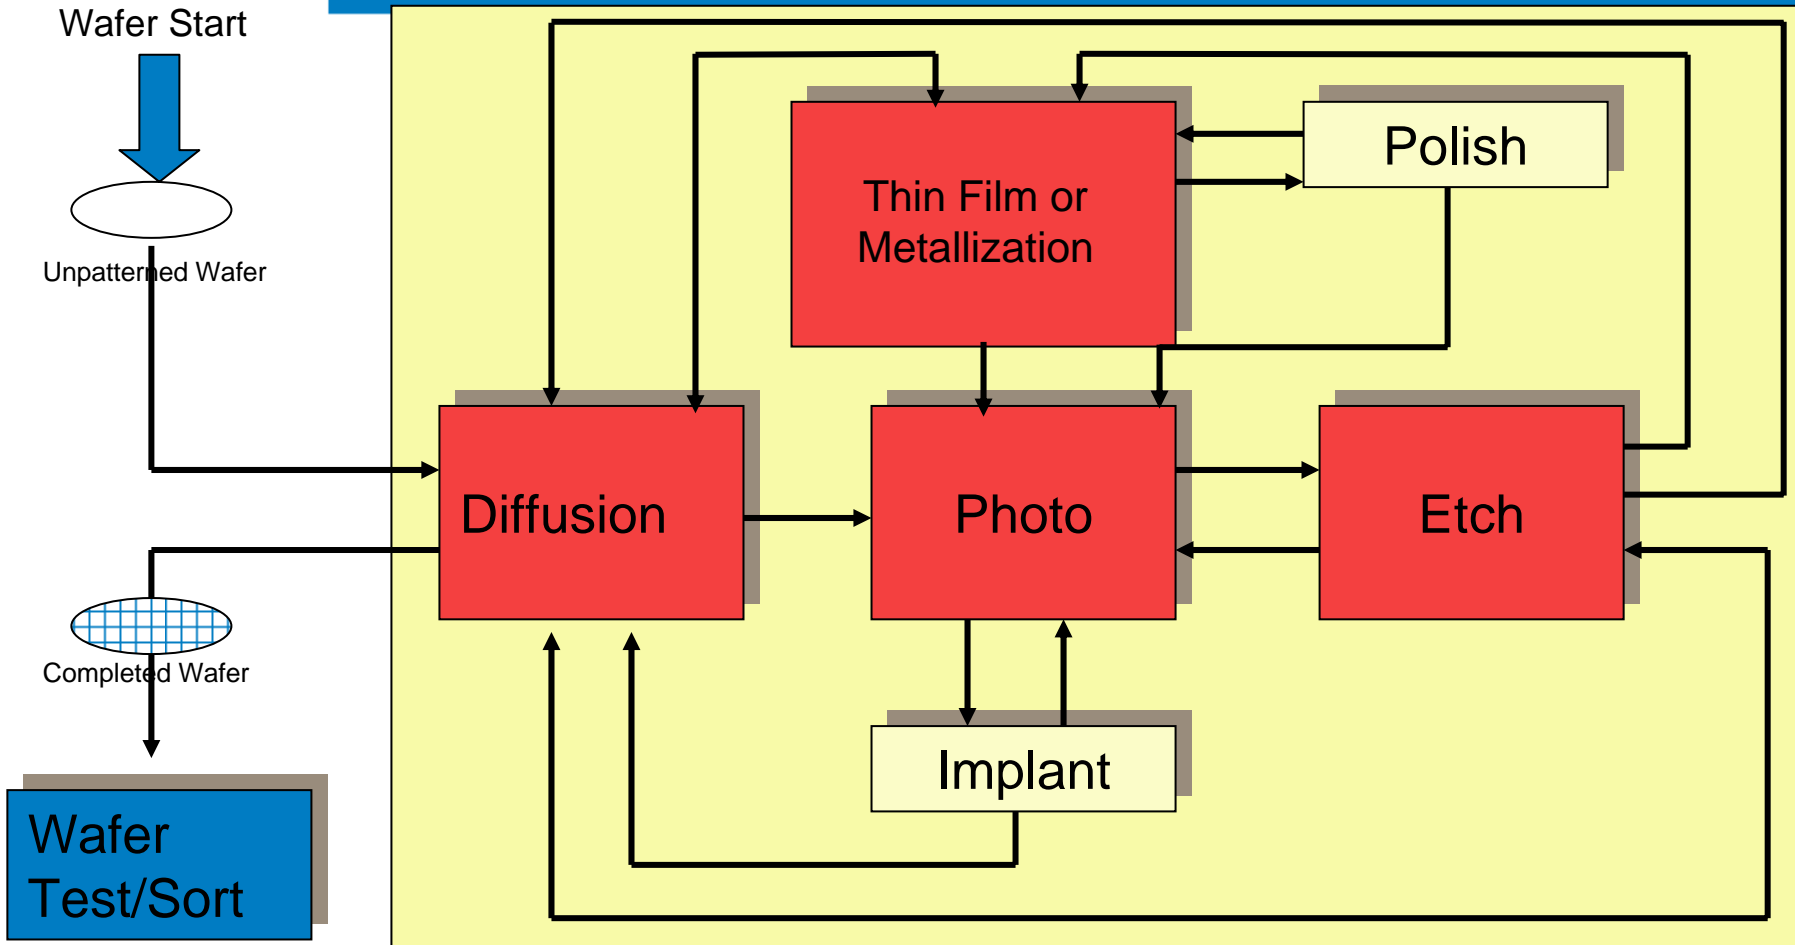 Wafer Start
Unpatterned Wafer
Completed Wafer
Wafer
Test/Sort
Thin Film or
Metallization
Polish
Diffusion
Photo
Etch
Implant